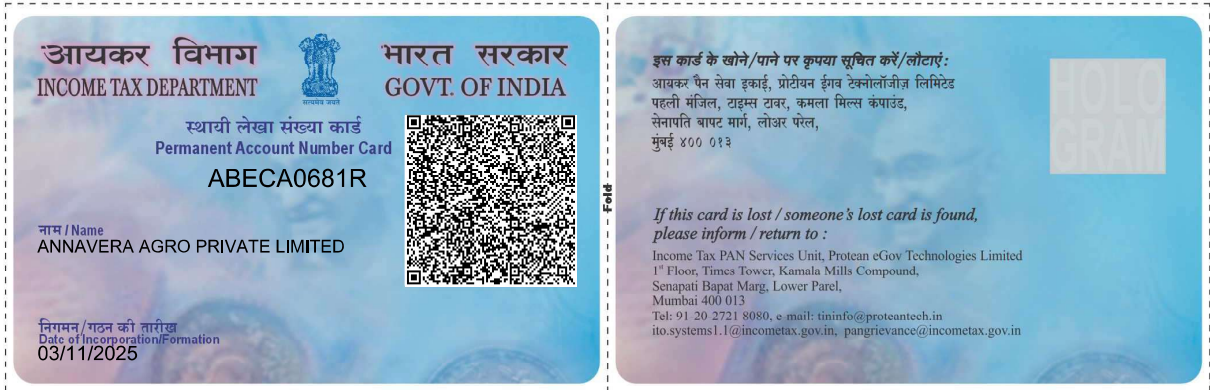 आयकर विभाग
INCOME TAX DEPARTMENT
सत्यमेव जयते
भारत सरकार
GOVT. OF INDIA
स्थायी लेखा संख्या कार्ड
Permanent Account Number Card
ABECA0681R
नाम / Name
ANNAVERA AGRO PRIVATE LIMITED
निगमन/गठन की तारीख
Date of Incorporation/Formation
03/11/2025
Fold
इस कार्ड के खोने/पाने पर कृपया सूचित करें/लौटाएं:
आयकर पैन सेवा इकाई, प्रोटीयन ईगव टेक्नोलॉजीज़ लिमिटेड
पहली मंजिल, टाइम्स टावर, कमला मिल्स कंपाउंड,
सेनापति बापट मार्ग, लोअर परेल,
मुंबई ४०० ०१३
HOLO
GRAM
If this card is lost / someone's lost card is found,
please inform / return to :
Income Tax PAN Services Unit, Protean eGov Technologies Limited
1st Floor, Times Tower, Kamala Mills Compound,
Senapati Bapat Marg, Lower Parel,
Mumbai 400 013
Tel: 91 20 2721 8080, e-mail: tininfo@proteantech.in
ito.systems1.1@incometax.gov.in, pangrievance@incometax.gov.in